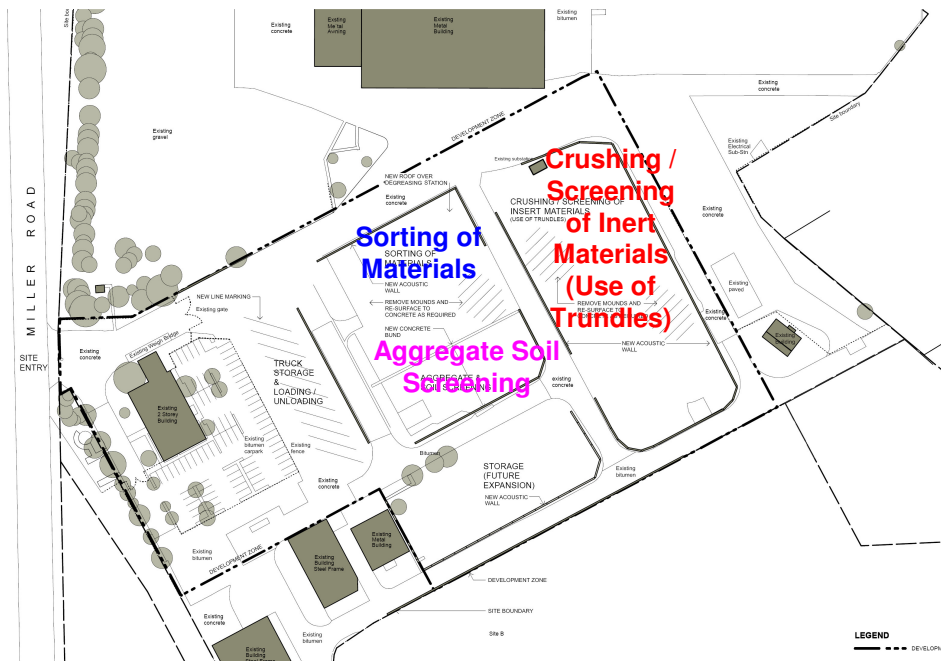 Existing
concrete
Existing
Metal
Awning
Existing
Metal
Building
Existing
bitumen
Existing
concrete
Site boundary
Existing
gravel
DEVELOPMENT ZONE
Existing
Electrical
Sub-Stn
Existing substation
NEW ROOF OVER
DEGREASING STATION
Existing
concrete
CRUSHING / SCREENING OF
INSERT MATERIALS
(USE OF TRUNDLES)
Crushing /
Screening
of Inert
Materials
(Use of
Trundles)
Existing
concrete
Sorting of
Materials
SORTING OF
MATERIALS
NEW ACOUSTIC
WALL
REMOVE MOUNDS AND
RE-SURFACE TO
CONCRETE AS REQUIRED
REMOVE MOUNDS AND
RE-SURFACE TO
NEW CONCRETE
BUND
Existing
paved
Existing
concrete
Existing
NEW ACOUSTIC
WALL
MILLER ROAD
NEW LINE MARKING
Existing gate
Existing Weigh Bridge
Existing
concrete
SITE
ENTRY
Aggregate Soil
Screening
AGGREGATE &
SOIL SCREENING
existing
concrete
TRUCK
STORAGE
&
LOADING /
UNLOADING
Existing
2 Storey
Building
Existing
bitumen
carpark
Existing
fence
Bitumen
STORAGE
(FUTURE
EXPANSION)
NEW ACOUSTIC
WALL
Existing
bitumen
Existing
concrete
Existing
bitumen
DEVELOPMENT ZONE
Existing
Building
Steel Frame
Existing
Metal
Building
DEVELOPMENT ZONE
SITE BOUNDARY
Site B
Existing
concrete
Existing
bitumen
Existing
Building
LEGEND